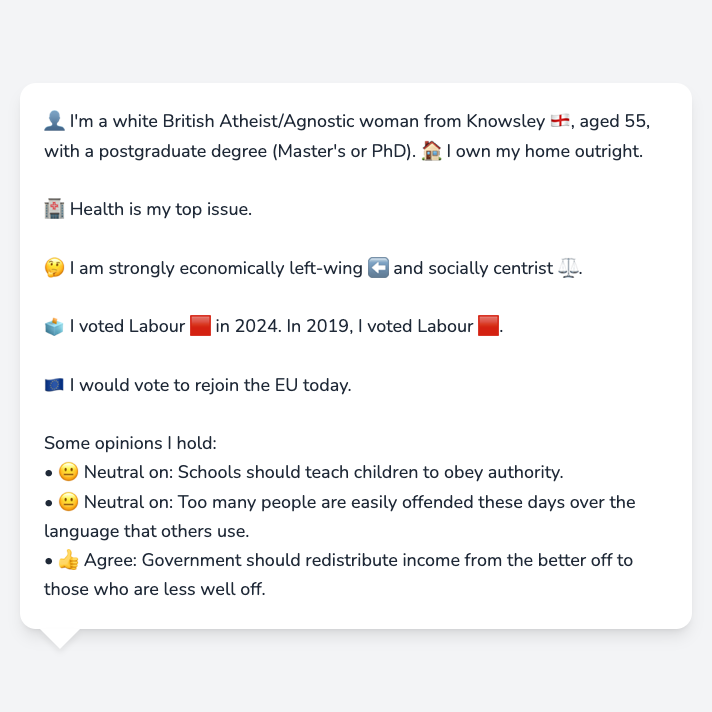 👤 I'm a white British Atheist/Agnostic woman from Knowsley 🏴󠁧󠁢󠁥󠁮󠁧󠁿, aged 55,
with a postgraduate degree (Master's or PhD). 🏠 I own my home outright.
🏥 Health is my top issue.
🤔 I am strongly economically left-wing ⬅️ and socially centrist ⚖️.
🗳️ I voted Labour 🟥 in 2024. In 2019, I voted Labour 🟥.
🇪🇺 I would vote to rejoin the EU today.
Some opinions I hold:
• 😐 Neutral on: Schools should teach children to obey authority.
• 😐 Neutral on: Too many people are easily offended these days over the
language that others use.
• 👍 Agree: Government should redistribute income from the better off to
those who are less well off.